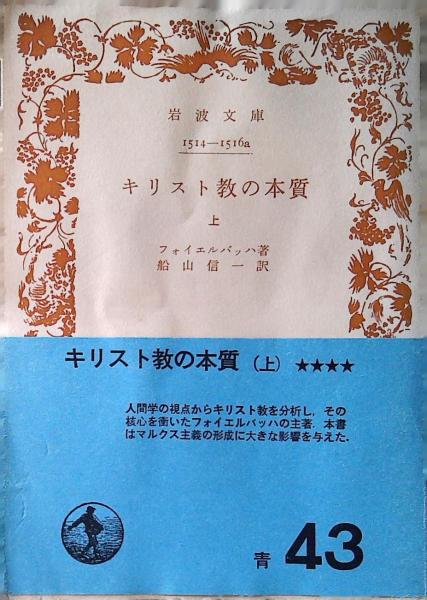 岩波文庫
1514—1516a
キリスト教の本質
上
フォイエルバッハ著
船山信一訳
キリスト教の本質（上）★★★★
人間学の視点からキリスト教を分析し，その
核心を衝いたフォイエルバッハの主著．本書
はマルクス主義の形成に大きな影響を与えた．
青 43